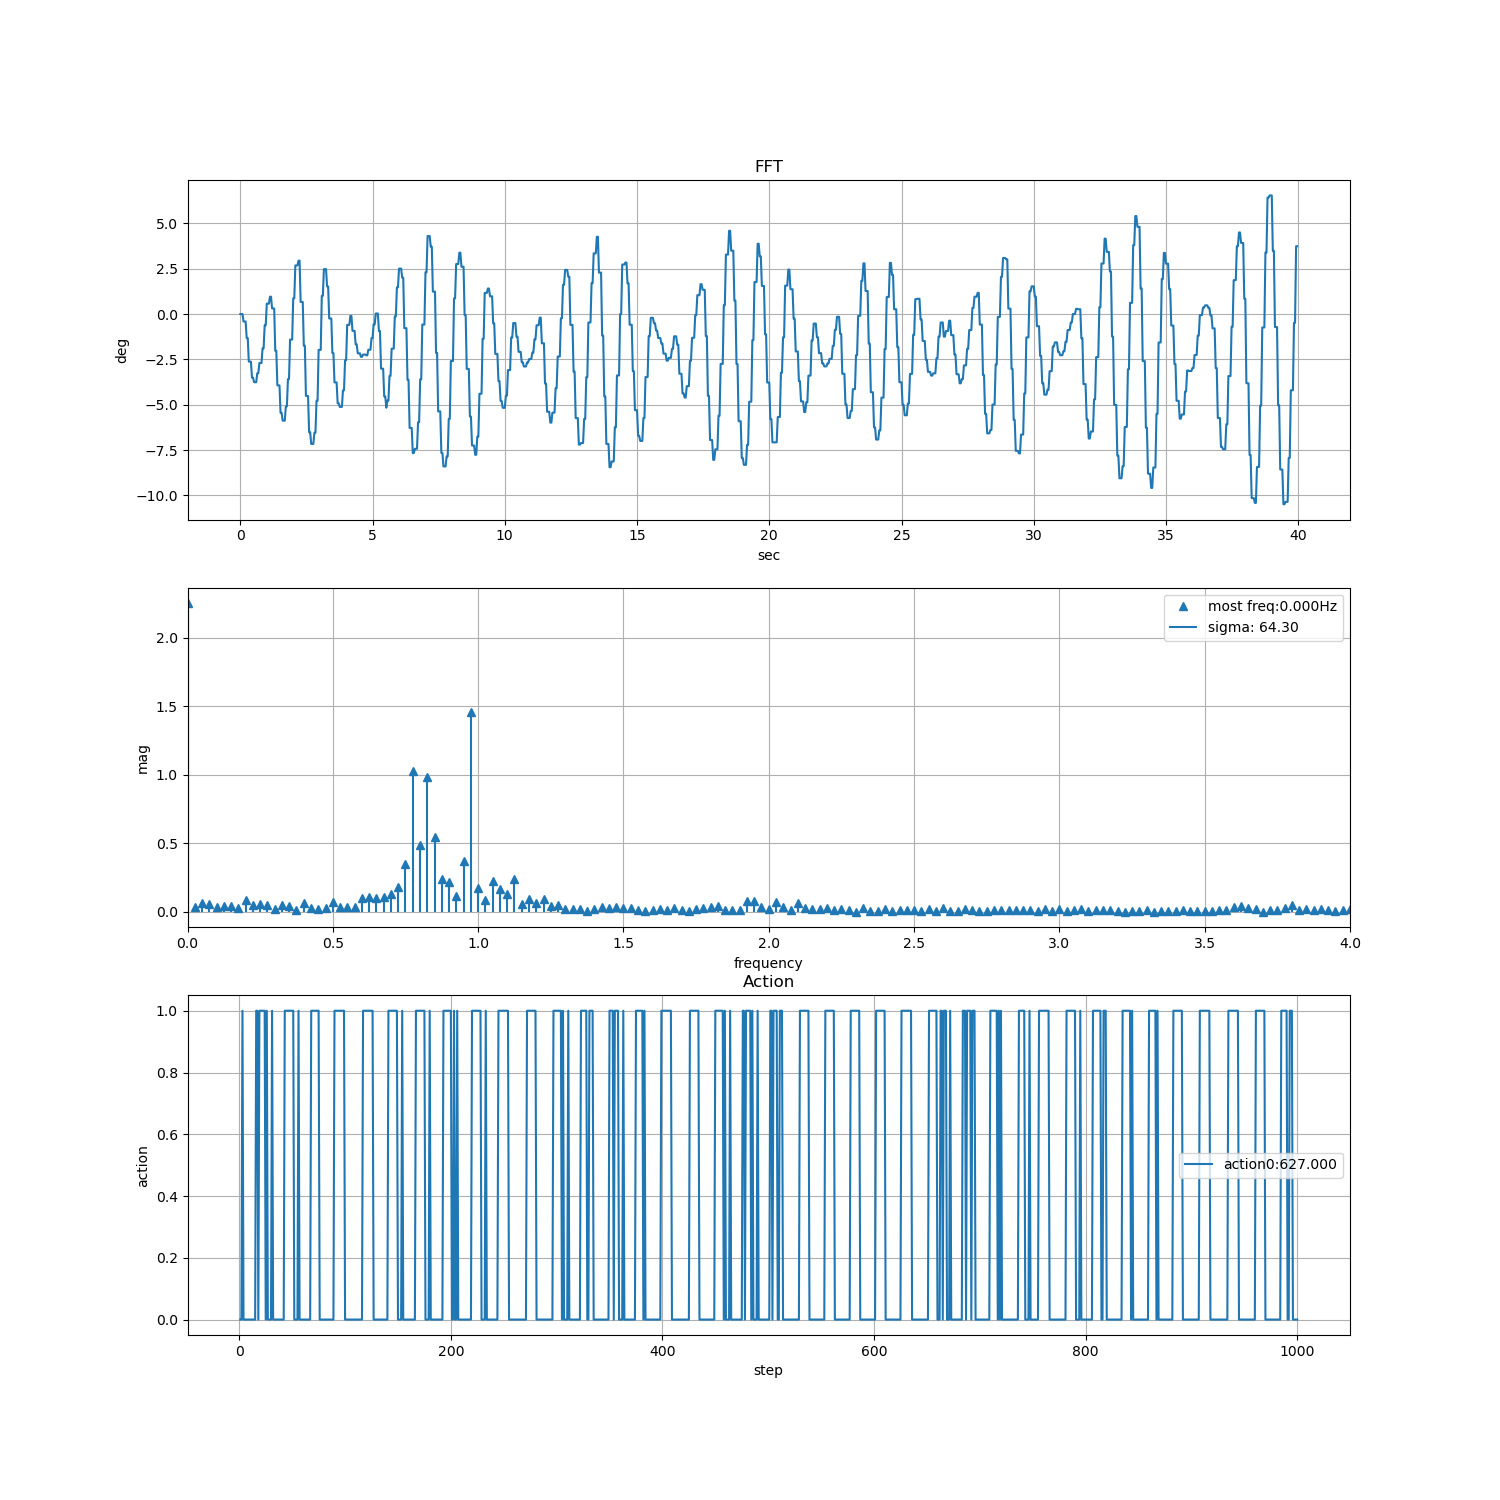 FFT
5.0
2.5
0.0
−2.5
−5.0
−7.5
−10.0
deg
0 5 10 15 20 25 30 35 40
sec
most freq:0.000Hz
sigma: 64.30
2.0
1.5
1.0
0.5
0.0
mag
0.0 0.5 1.0 1.5 2.0 2.5 3.0 3.5 4.0
frequency
Action
1.0
0.8
0.6
0.4
0.2
0.0
action
action0:627.000
0 200 400 600 800 1000
step